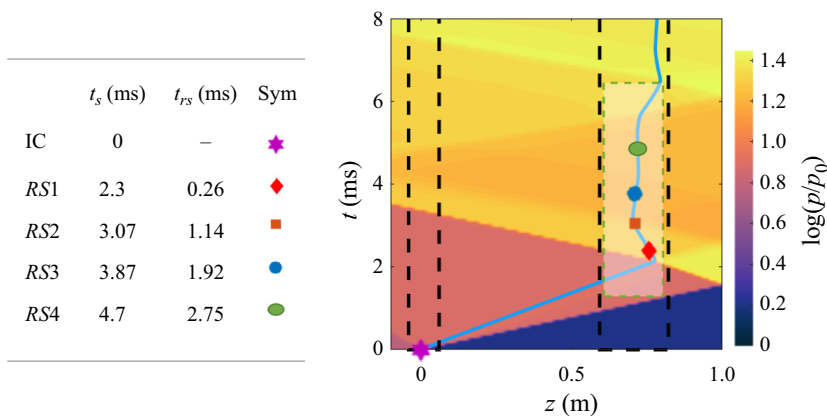 t_s (ms) t_rs (ms) Sym
IC 0 –
RS1 2.3 0.26
RS2 3.07 1.14
RS3 3.87 1.92
RS4 4.7 2.75
8
6
4
2
0
t (ms)
0 0.5 1.0
z (m)
1.4
1.2
1.0
0.8
0.6
0.4
0.2
0
log(p/p_0)